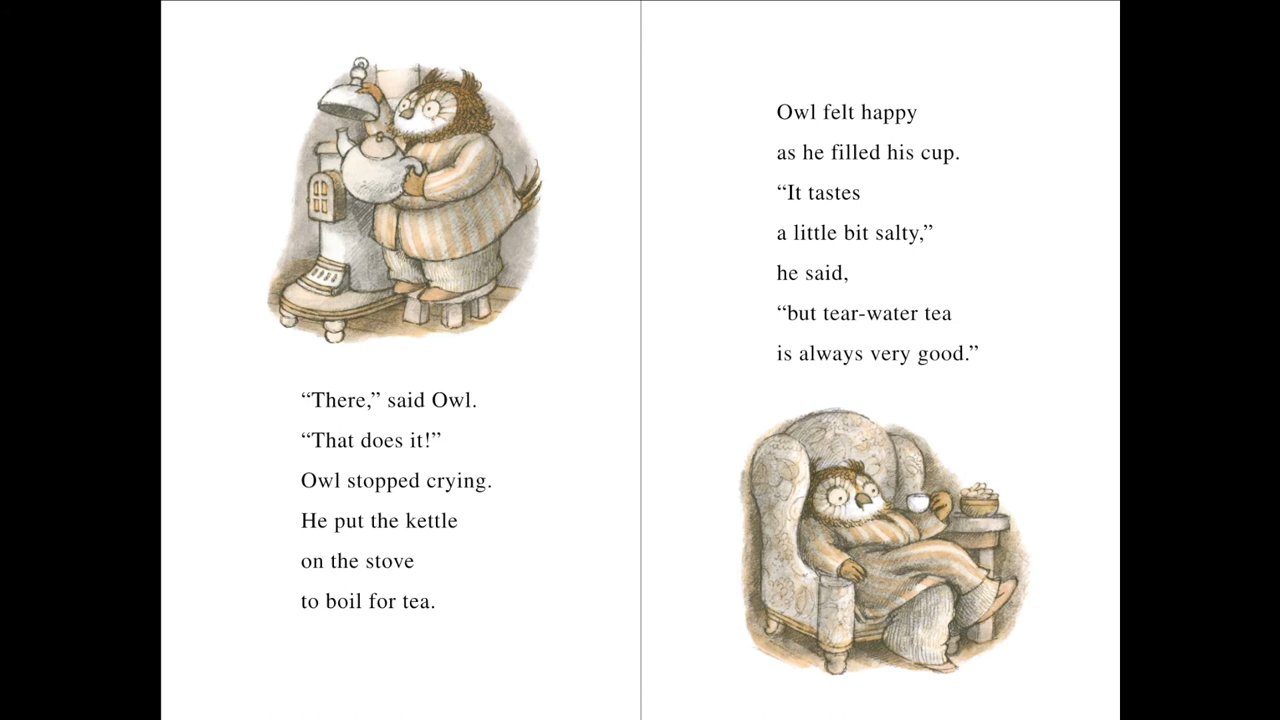 “There,” said Owl.
“That does it!”
Owl stopped crying.
He put the kettle
on the stove
to boil for tea.
Owl felt happy
as he filled his cup.
“It tastes
a little bit salty,”
he said,
“but tear-water tea
is always very good.”